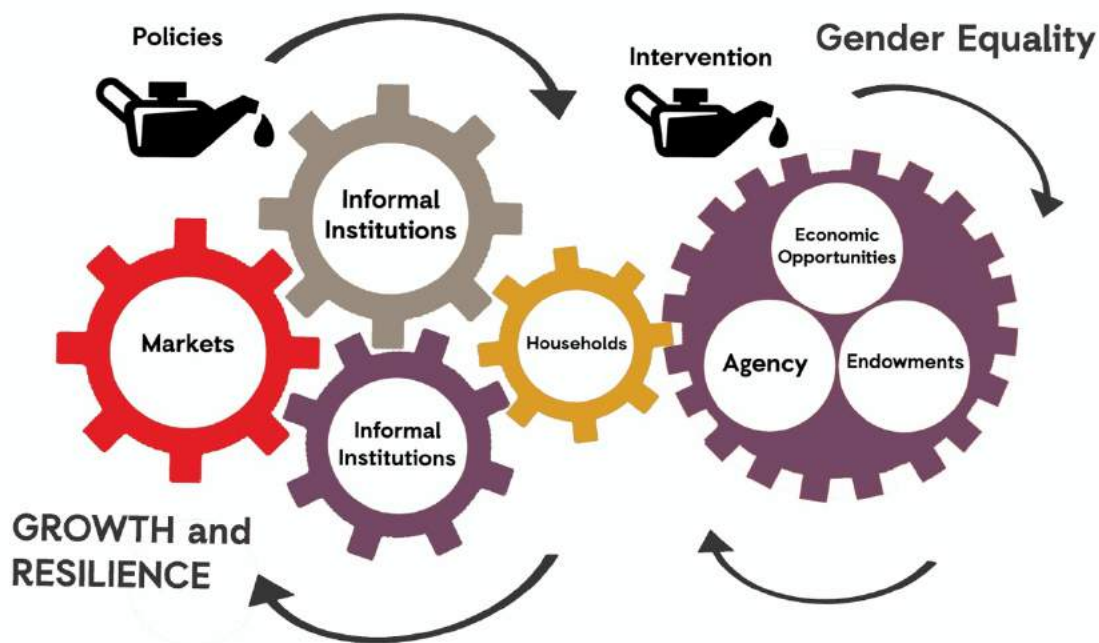 Policies
Intervention
Gender Equality
Informal
Institutions
Economic
Opportunities
Markets
Households
Agency
Endowments
Informal
Institutions
GROWTH and
RESILIENCE